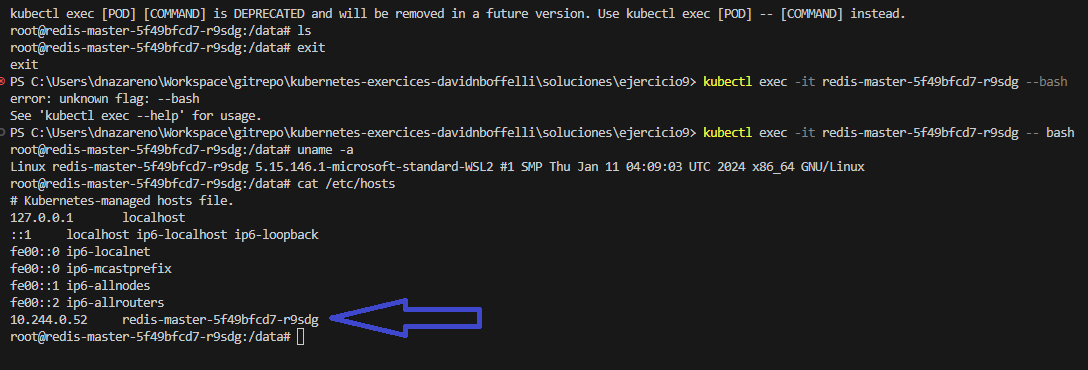 kubectl exec [POD] [COMMAND] is DEPRECATED and will be removed in a future version. Use kubectl exec [POD] -- [COMMAND] instead.
root@redis-master-5f49bfcd7-r9sdg:/data# ls
root@redis-master-5f49bfcd7-r9sdg:/data# exit
exit
PS C:\Users\dnazareno\Workspace\gitrepo\kubernetes-exercices-davidnboffelli\soluciones\ejercicio9> kubectl exec -it redis-master-5f49bfcd7-r9sdg --bash
error: unknown flag: --bash
See 'kubectl exec --help' for usage.
PS C:\Users\dnazareno\Workspace\gitrepo\kubernetes-exercices-davidnboffelli\soluciones\ejercicio9> kubectl exec -it redis-master-5f49bfcd7-r9sdg -- bash
root@redis-master-5f49bfcd7-r9sdg:/data# uname -a
Linux redis-master-5f49bfcd7-r9sdg 5.15.146.1-microsoft-standard-WSL2 #1 SMP Thu Jan 11 04:09:03 UTC 2024 x86_64 GNU/Linux
root@redis-master-5f49bfcd7-r9sdg:/data# cat /etc/hosts
# Kubernetes-managed hosts file.
127.0.0.1 localhost
::1 localhost ip6-localhost ip6-loopback
fe00::0 ip6-localnet
fe00::0 ip6-mcastprefix
fe00::1 ip6-allnodes
fe00::2 ip6-allrouters
10.244.0.52 redis-master-5f49bfcd7-r9sdg
root@redis-master-5f49bfcd7-r9sdg:/data#